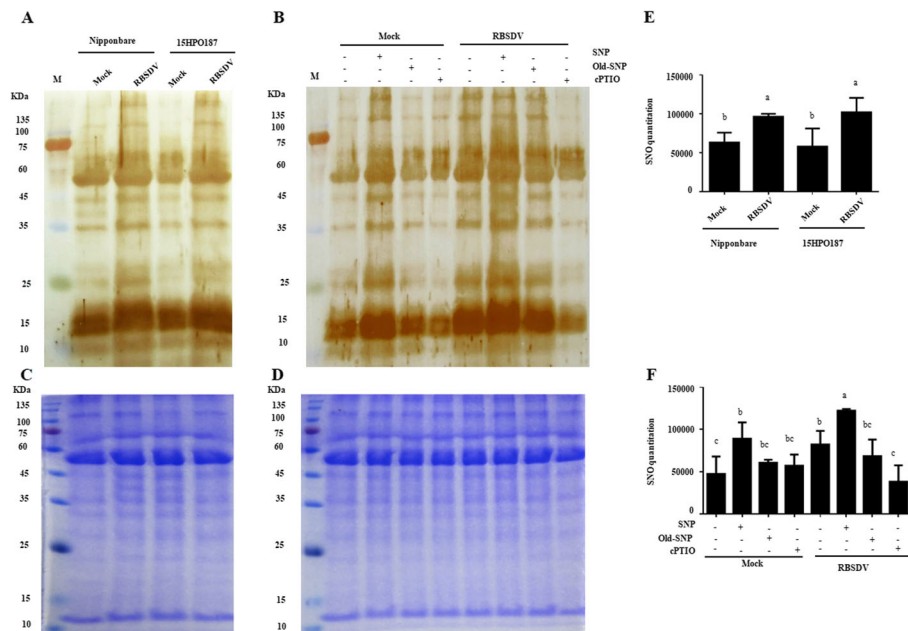 A
Nipponbare 15HPO187
M Mock RBSDV Mock RBSDV
KDa
135
100
75
60
45
35
25
15
10
B
Mock RBSDV
- + - - - + - - SNP
- - + - - - + - Old-SNP
- - - + - - - + cPTIO
M
KDa
135
100
75
60
45
35
25
15
10
C
KDa
135
100
75
60
45
35
25
15
10
D
KDa
135
100
75
60
45
35
25
15
10
E
SNO quantitation
150000
100000
50000
0
b a b a
Mock RBSDV Mock RBSDV
Nipponbare 15HPO187
F
SNO quantitation
150000
100000
50000
0
c b bc bc b a bc c
SNP - + - - - + - -
Old-SNP - - + - - - + -
cPTIO - - - + - - - +
Mock RBSDV